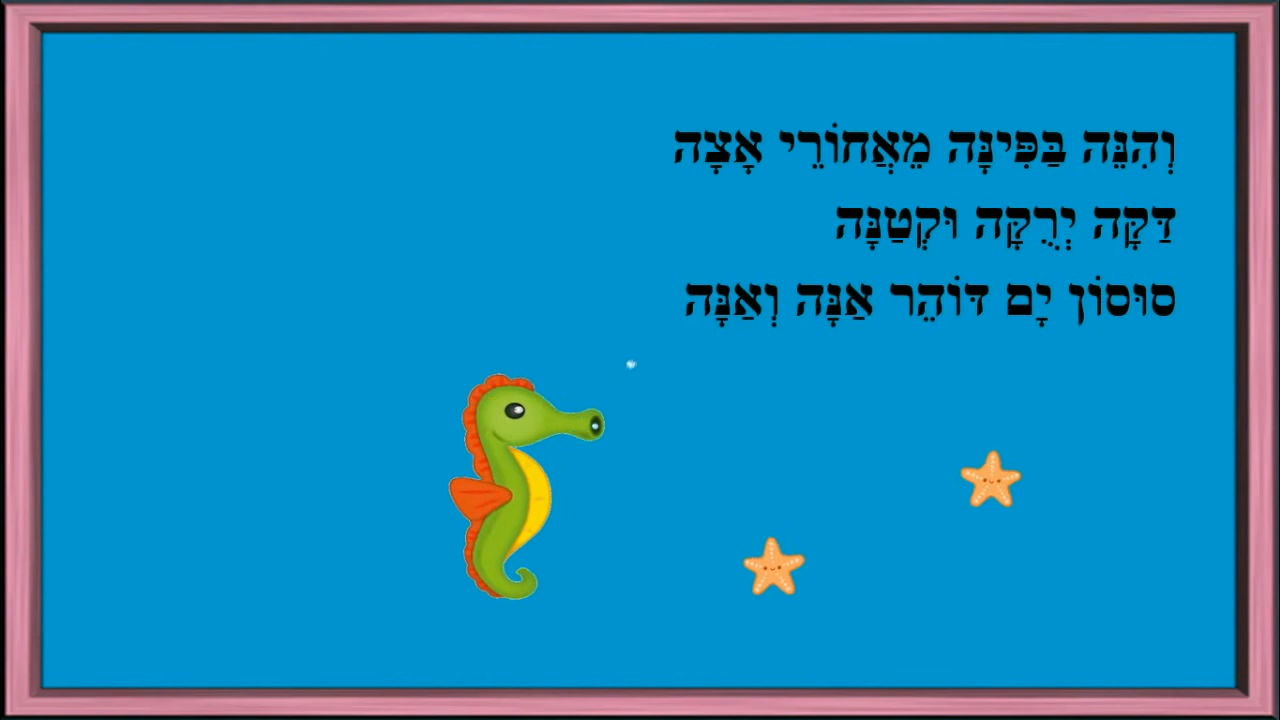 וְהִנֵּה בַּפִּינָּה מֵאֲחוֹרֵי אָצָה
דַּקָּה יְרֻקָּה וּקְטַנָּה
סוּסוֹן יָם דּוֹהֵר אַנָּה וְאַנָּה